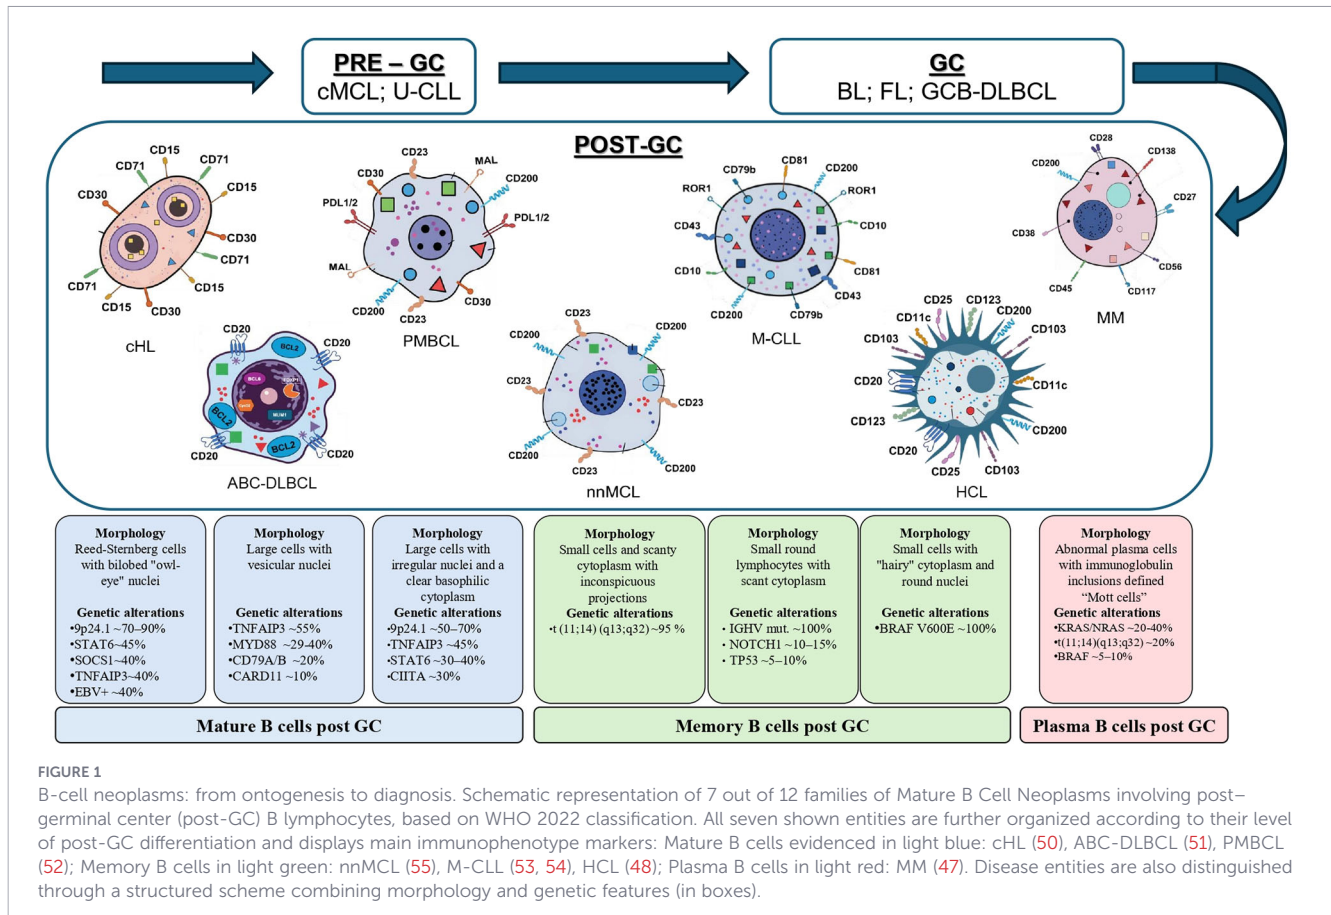 PRE – GC
cMCL; U-CLL
GC
BL; FL; GCB-DLBCL
POST-GC
CD15
CD71
CD71
CD15
CD30
CD30
CD71
CD71
CD15
CD15
CD30
cHL
CD23
MAL
CD30
CD200
PDL1/2
PDL1/2
MAL
CD30
CD200
CD23
PMBCL
CD81
CD79b
CD200
ROR1
ROR1
CD43
CD10
CD10
CD81
CD43
CD200
CD79b
M-CLL
CD28
CD138
CD200
CD27
CD38
CD56
CD45
CD117
MM
CD20
BCL2
CD20
BCL6
FOXP1
MUM1
BCL2
BCL2
CD20
CD20
ABC-DLBCL
CD23
CD200
CD200
CD23
CD23
CD200
CD23
CD200
nnMCL
CD25
CD123
CD11c
CD200
CD103
CD103
CD20
CD11c
CD123
CD200
CD20
CD25
CD103
HCL
Morphology
Reed-Sternberg cells
with bilobed "owl-
eye" nuclei
Genetic alterations
•9p24.1 ~70–90%
•STAT6~45%
•SOCS1~40%
•TNFAIP3~40%
•EBV+ ~40%
Morphology
Large cells with
vesicular nuclei
Genetic alterations
•TNFAIP3 ~55%
•MYD88 ~29-40%
•CD79A/B ~20%
•CARD11 ~10%
Morphology
Large cells with
irregular nuclei and a
clear basophilic
cytoplasm
Genetic alterations
•9p24.1 ~50–70%
•TNFAIP3 ~45%
•STAT6 ~30–40%
•CIITA ~30%
Morphology
Small cells and scanty
cytoplasm with
inconspicuous
projections
Genetic alterations
•t (11;14) (q13;q32) ~95 %
Morphology
Small round
lymphocytes with
scant cytoplasm
Genetic alterations
• IGHV mut. ~100%
• NOTCH1 ~10–15%
• TP53 ~5–10%
Morphology
Small cells with
"hairy" cytoplasm and
round nuclei
Genetic alterations
•BRAF V600E ~100%
Morphology
Abnormal plasma cells
with immunoglobulin
inclusions defined
“Mott cells”
Genetic alterations
•KRAS/NRAS ~20-40%
•t(11;14)(q13;q32) ~20%
•BRAF ~5–10%
Mature B cells post GC
Memory B cells post GC
Plasma B cells post GC
FIGURE 1
B-cell neoplasms: from ontogenesis to diagnosis. Schematic representation of 7 out of 12 families of Mature B Cell Neoplasms involving post–
germinal center (post-GC) B lymphocytes, based on WHO 2022 classification. All seven shown entities are further organized according to their level
of post-GC differentiation and displays main immunophenotype markers: Mature B cells evidenced in light blue: cHL (50), ABC-DLBCL (51), PMBCL
(52); Memory B cells in light green: nnMCL (55), M-CLL (53, 54), HCL (48); Plasma B cells in light red: MM (47). Disease entities are also distinguished
through a structured scheme combining morphology and genetic features (in boxes).